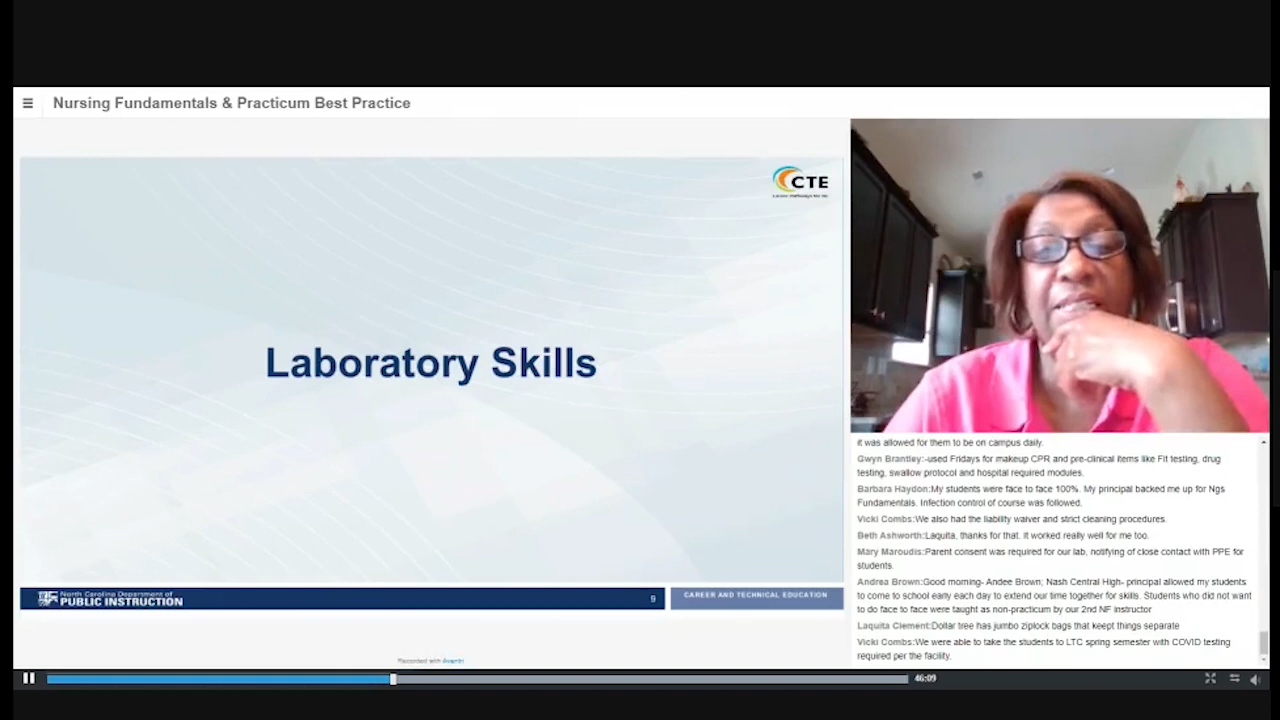 Nursing Fundamentals & Practicum Best Practice
CTE
Laboratory Skills
North Carolina Department of
PUBLIC INSTRUCTION
9
CAREER AND TECHNICAL EDUCATION
Recorded with
it was allowed for them to be on campus daily.
Gwyn Brantley:-used Fridays for makeup CPR and pre-clinical items like Fit testing, drug
testing, swallow protocol and hospital required modules.
Barbara Haydon:My students were face to face 100%. My principal backed me up for Ngs
Fundamentals. Infection control of course was followed.
Vicki Combs:We also had the liability waiver and strict cleaning procedures.
Beth Ashworth:Laquita, thanks for that. It worked really well for me too.
Mary Maroudis:Parent consent was required for our lab, notifying of close contact with PPE for
students.
Andrea Brown:Good morning- Andee Brown; Nash Central High- principal allowed my students
to come to school early each day to extend our time together for skills. Students who did not want
to do face to face were taught as non-practicum by our 2nd NF instructor
Laquita Clement:Dollar tree has jumbo ziplock bags that keept things separate
Vicki Combs:We were able to take the students to LTC spring semester with COVID testing
required per the facility.
46:09